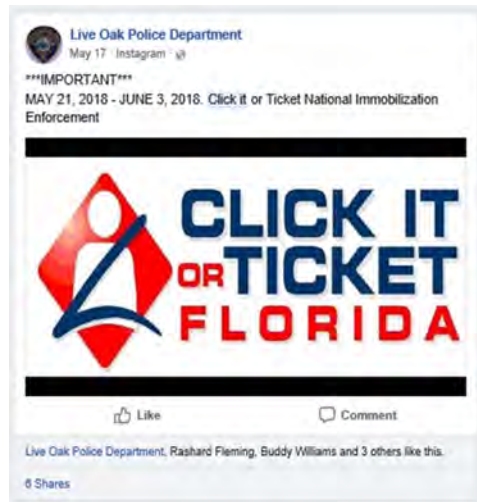 Live Oak Police Department
May 17 · Instagram ·
***IMPORTANT***
MAY 21, 2018 - JUNE 3, 2018. Click it or Ticket National Immobilization
Enforcement
CLICK IT
OR TICKET
FLORIDA
Like Comment
Live Oak Police Department, Rashard Fleming, Buddy Williams and 3 others like this.
6 Shares